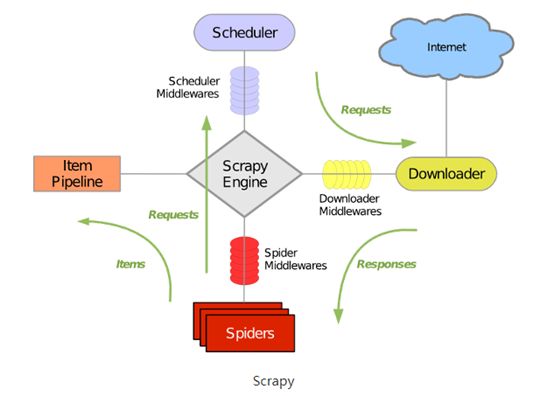 Scheduler
Internet
Scheduler
Middlewares
Requests
Item
Pipeline
Scrapy
Engine
Downloader
Downloader
Middlewares
Requests
Spider
Middlewares
Items
Responses
Spiders
Scrapy